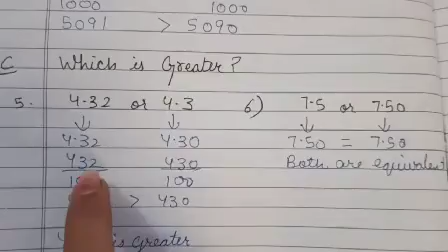 1000 1000
5091 > 5090
C Which is Greater?
5. 4.32 or 4.3 6) 7.5 or 7.50
↓ ↓ ↓ ↓
4.32 4.30 7.50 = 7.50
432 430 Both are equivalent
100
> 430
is greater